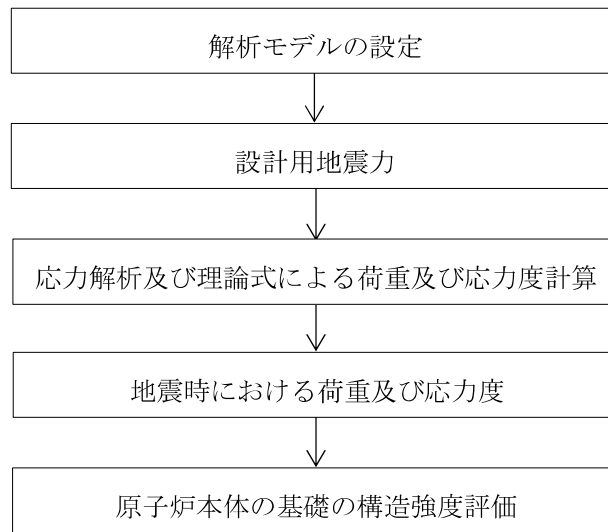 解析モデルの設定
設計用地震力
応力解析及び理論式による荷重及び応力度計算
地震時における荷重及び応力度
原子炉本体の基礎の構造強度評価